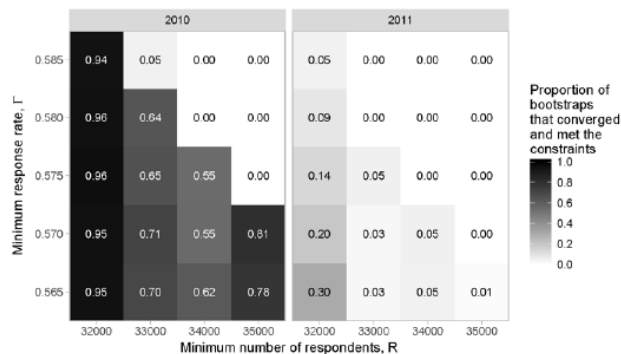 2010 2011
0.585 0.94 0.05 0.00 0.00 0.05 0.00 0.00 0.00
0.580 0.96 0.64 0.00 0.00 0.09 0.00 0.00 0.00
0.575 0.96 0.65 0.55 0.00 0.14 0.05 0.00 0.00
0.570 0.95 0.71 0.55 0.81 0.20 0.03 0.05 0.00
0.565 0.95 0.70 0.62 0.78 0.30 0.03 0.05 0.01
32000 33000 34000 35000 32000 33000 34000 35000
Minimum number of respondents, R
Minimum response rate, Γ
Proportion of
bootstraps
that converged
and met the
constraints
1.0
0.8
0.6
0.4
0.2
0.0